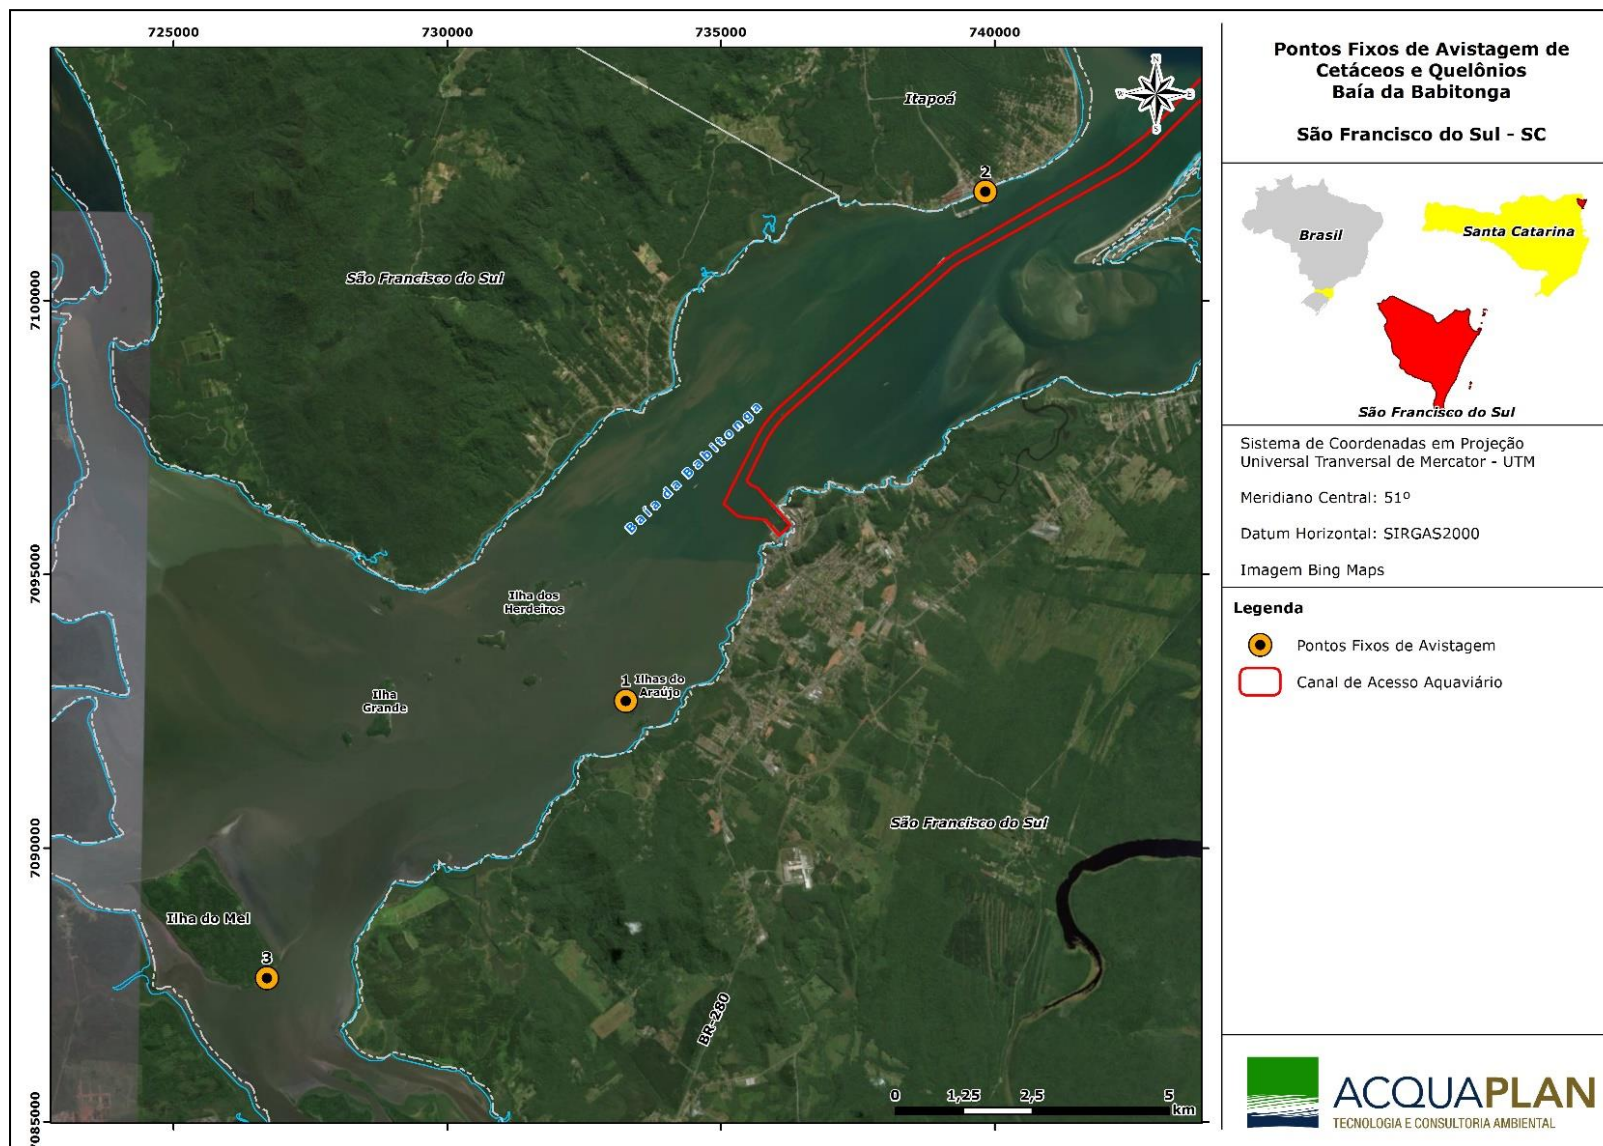 725000
730000
735000
740000
7100000
7095000
7090000
7085000
Itapoá
2
São Francisco do Sul
Baía da Babitonga
Ilha dos
Herdeiros
1
Ilhas do
Araújo
Ilha
Grande
São Francisco do Sul
Ilha do Mel
3
BR-280
0
1,25
2,5
5
km
N
S
Pontos Fixos de Avistagem de
Cetáceos e Quelônios
Baía da Babitonga
São Francisco do Sul - SC
Brasil
Santa Catarina
São Francisco do Sul
Sistema de Coordenadas em Projeção
Universal Tranversal de Mercator - UTM
Meridiano Central: 51º
Datum Horizontal: SIRGAS2000
Imagem Bing Maps
Legenda
Pontos Fixos de Avistagem
Canal de Acesso Aquaviário
ACQUAPLAN
TECNOLOGIA E CONSULTORIA AMBIENTAL